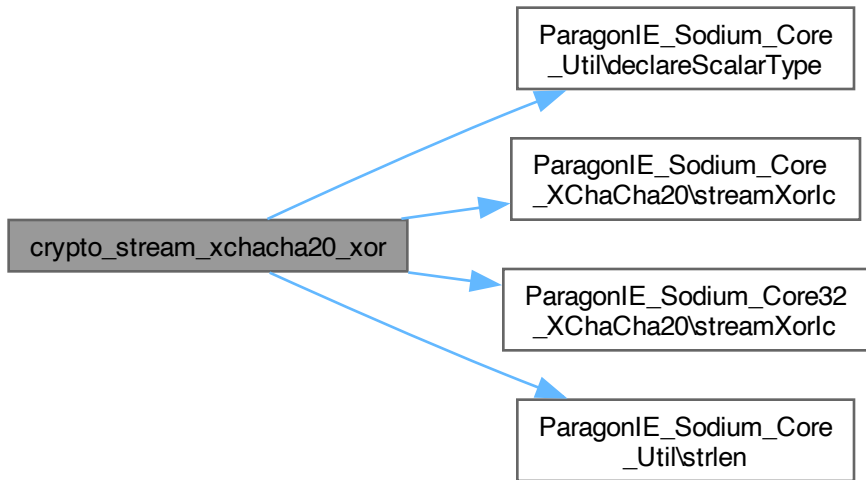 ParagonIE_Sodium_Core
_Util\declareScalarType
ParagonIE_Sodium_Core
_XChaCha20\streamXorIc
crypto_stream_xchacha20_xor
ParagonIE_Sodium_Core32
_XChaCha20\streamXorIc
ParagonIE_Sodium_Core
_Util\strlen